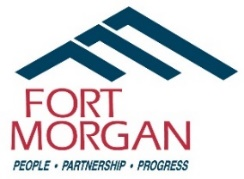 FORT
MORGAN
PEOPLE • PARTNERSHIP • PROGRESS